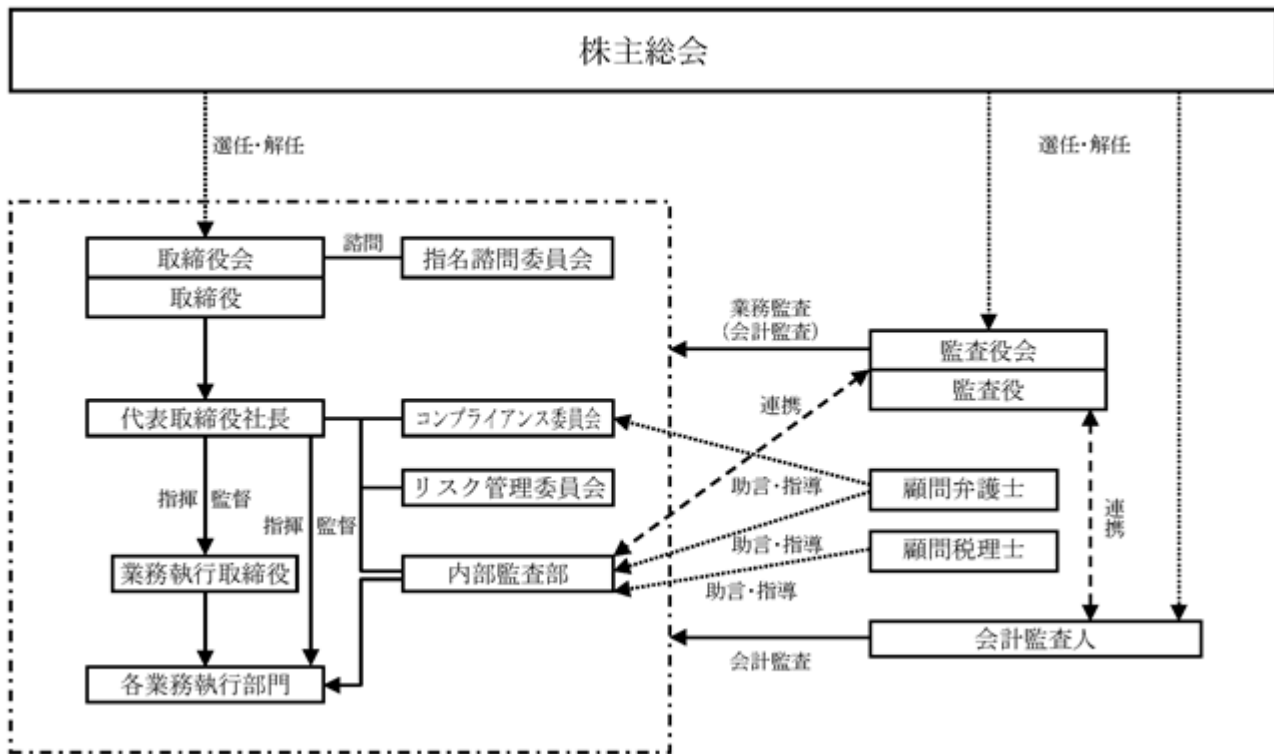 株主総会
選任・解任
選任・解任
取締役会
諮問
指名諮問委員会
取締役
業務監査
(会計監査)
監査役会
監査役
代表取締役社長
コンプライアンス委員会
連携
指揮
監督
指揮
監督
リスク管理委員会
助言・指導
顧問弁護士
連携
業務執行取締役
内部監査部
助言・指導
顧問税理士
助言・指導
会計監査人
会計監査
各業務執行部門